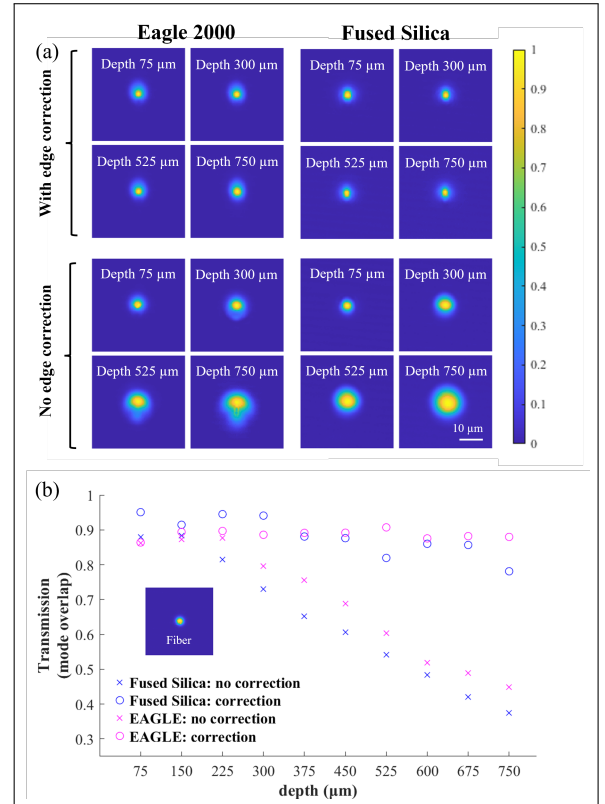 Eagle 2000 Fused Silica
(a)
With edge correction
Depth 75 µm Depth 300 µm Depth 75 µm Depth 300 µm
Depth 525 µm Depth 750 µm Depth 525 µm Depth 750 µm
No edge correction
Depth 75 µm Depth 300 µm Depth 75 µm Depth 300 µm
Depth 525 µm Depth 750 µm Depth 525 µm Depth 750 µm
10 µm
1
0.9
0.8
0.7
0.6
0.5
0.4
0.3
0.2
0.1
0
(b)
Transmission
(mode overlap)
1
0.9
0.8
0.7
0.6
0.5
0.4
0.3
Fiber
Fused Silica: no correction
Fused Silica: correction
EAGLE: no correction
EAGLE: correction
75 150 225 300 375 450 525 600 675 750
depth (µm)